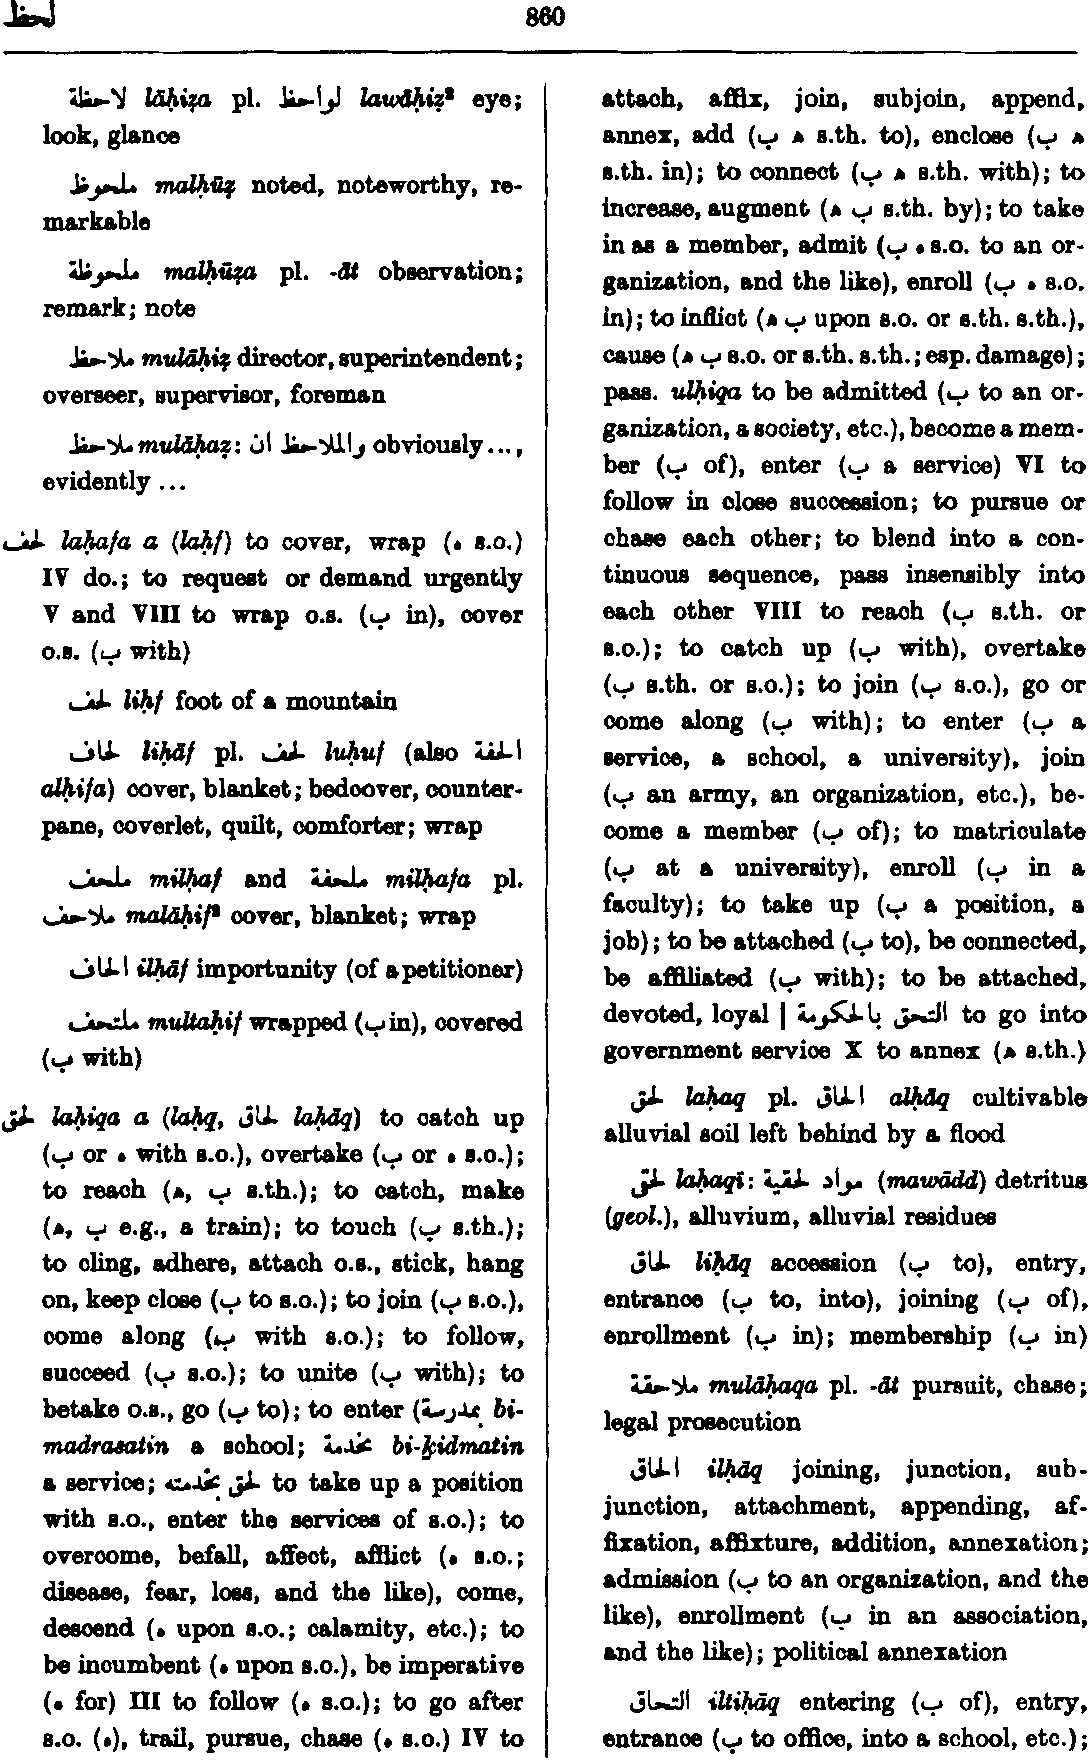 لحظ
860
لاحظة lāḥiẓa pl. لواحظ lawāḥiẓ² eye;
look, glance
ملحوظ malḥūẓ noted, noteworthy, re-
markable
ملحوظة malḥūẓa pl. -āt observation;
remark; note
ملاحظ mulāḥiẓ director, superintendent;
overseer, supervisor, foreman
ملاحظ mulāḥaẓ: والملاحظ ان obviously ...,
evidently ...
لحف laḥafa a (laḥf) to cover, wrap (ه s.o.)
IV do.; to request or demand urgently
V and VIII to wrap o.s. (ب in), cover
o.s. (ب with)
لحف liḥf foot of a mountain
لحاف liḥāf pl. لحف luḥuf (also الحفة
alḥifa) cover, blanket; bedcover, counter-
pane, coverlet, quilt, comforter; wrap
ملحف milḥaf and ملحفة milḥafa pl.
ملاحف malāḥif² cover, blanket; wrap
الحاف ilḥāf importunity (of a petitioner)
ملتحف multaḥif wrapped (ب in), covered
(ب with)
لحق laḥiqa a (laḥq, لحاق laḥāq) to catch up
(ب or ه with s.o.), overtake (ب or ه s.o.);
to reach (ھ, ب s.th.); to catch, make
(ھ, ب e.g., a train); to touch (ب s.th.);
to cling, adhere, attach o.s., stick, hang
on, keep close (ب to s.o.); to join (ب s.o.),
come along (ب with s.o.); to follow,
succeed (ب s.o.); to unite (ب with); to
betake o.s., go (ب to); to enter (بمدرسة bi-
madrasatin a school; بخدمة bi-ḵidmatin
a service; لحق بخدمته to take up a position
with s.o., enter the services of s.o.); to
overcome, befall, affect, afflict (ه s.o.;
disease, fear, loss, and the like), come,
descend (ه upon s.o.; calamity, etc.); to
be incumbent (ه upon s.o.), be imperative
(ه for) III to follow (ه s.o.); to go after
s.o. (ه), trail, pursue, chase (ه s.o.) IV to
attach, affix, join, subjoin, append,
annex, add (ھ ب s.th. to), enclose (ھ ب
s.th. in); to connect (ھ ب s.th. with); to
increase, augment (ب ھ s.th. by); to take
in as a member, admit (ه ب s.o. to an or-
ganization, and the like), enroll (ه ب s.o.
in); to inflict (ب ھ upon s.o. or s.th. s.th.),
cause (ب ھ s.o. or s.th. s.th.; esp. damage);
pass. ulḥiqa to be admitted (ب to an or-
ganization, a society, etc.), become a mem-
ber (ب of), enter (ب a service) VI to
follow in close succession; to pursue or
chase each other; to blend into a con-
tinuous sequence, pass insensibly into
each other VIII to reach (ب s.th. or
s.o.); to catch up (ب with), overtake
(ب s.th. or s.o.); to join (ب s.o.), go or
come along (ب with); to enter (ب a
service, a school, a university), join
(ب an army, an organization, etc.), be-
come a member (ب of); to matriculate
(ب at a university), enroll (ب in a
faculty); to take up (ب a position, a
job); to be attached (ب to), be connected,
be affiliated (ب with); to be attached,
devoted, loyal | التحق بالحكومة to go into
government service X to annex (ھ s.th.)
لحق laḥaq pl. الحاق alḥāq cultivable
alluvial soil left behind by a flood
لحقى laḥaqī: مواد لحقية (mawādd) detritus
(geol.), alluvium, alluvial residues
لحاق liḥāq accession (ب to), entry,
entrance (ب to, into), joining (ب of),
enrollment (ب in); membership (ب in)
ملاحقة mulāḥaqa pl. -āt pursuit, chase;
legal prosecution
الحاق ilḥāq joining, junction, sub-
junction, attachment, appending, af-
fixation, affixture, addition, annexation;
admission (ب to an organization, and the
like), enrollment (ب in an association,
and the like); political annexation
التحاق iltiḥāq entering (ب of), entry,
entrance (ب to office, into a school, etc.);